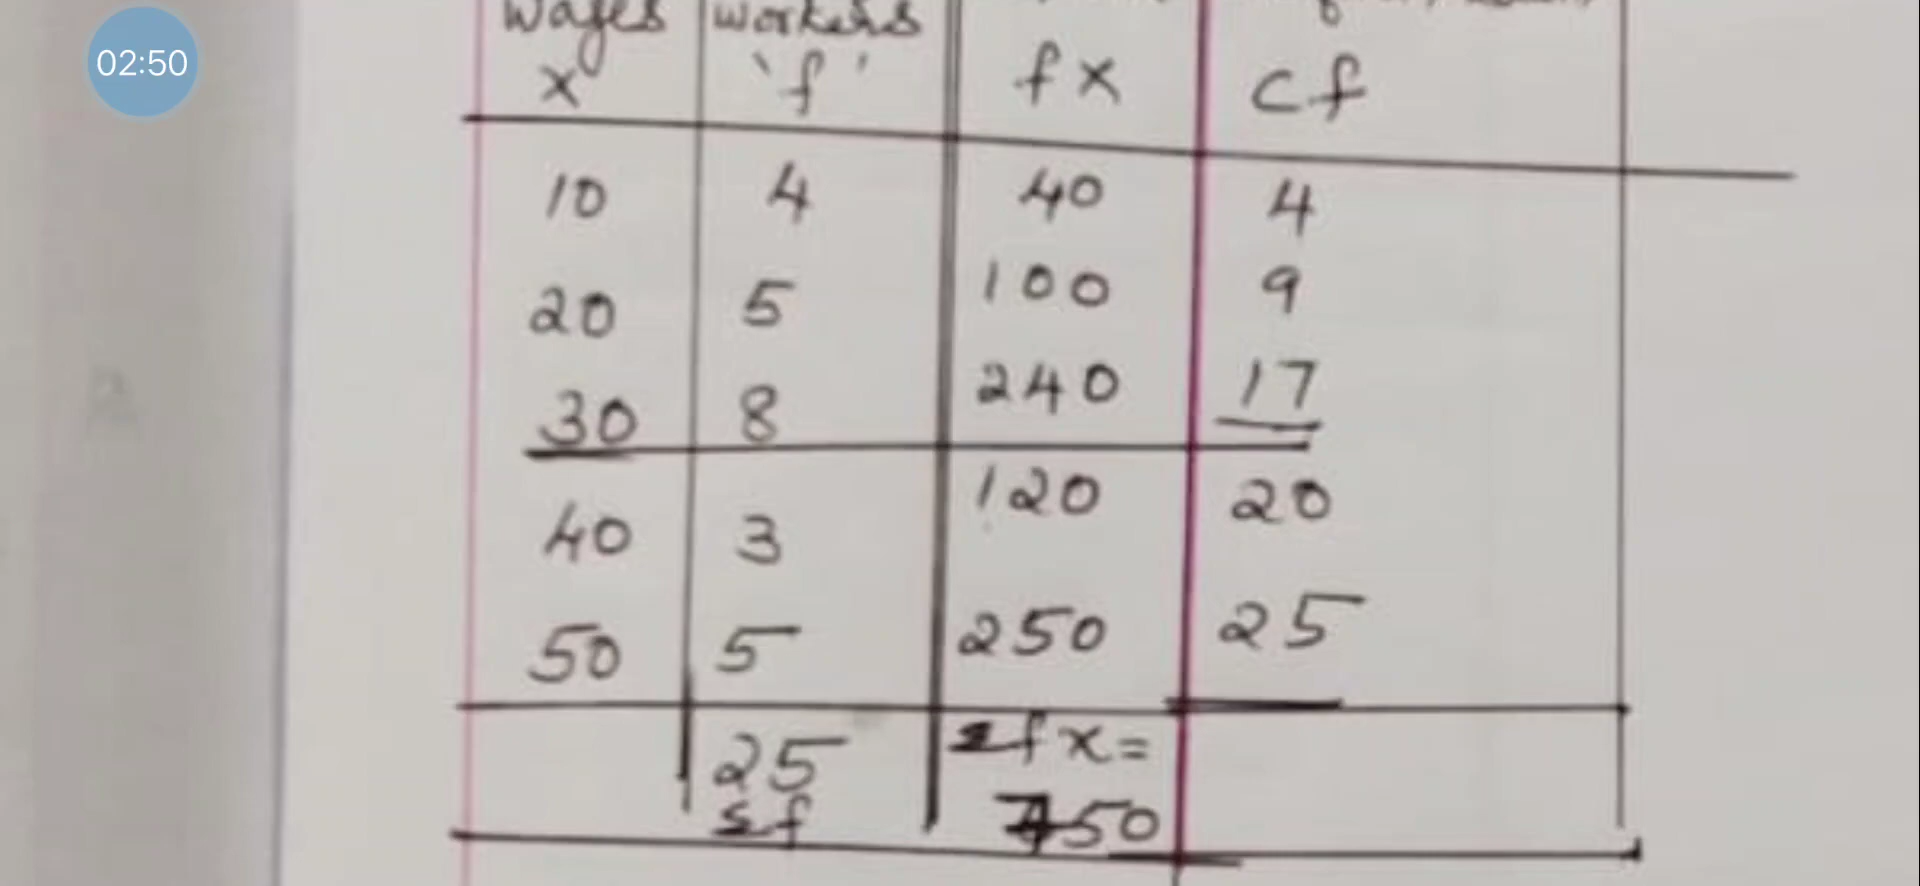 02:50
wages workers
x 'f' fx cf
10 4 40 4
20 5 100 9
30 8 240 17
40 3 120 20
50 5 250 25
25 Σfx=
Σf 750